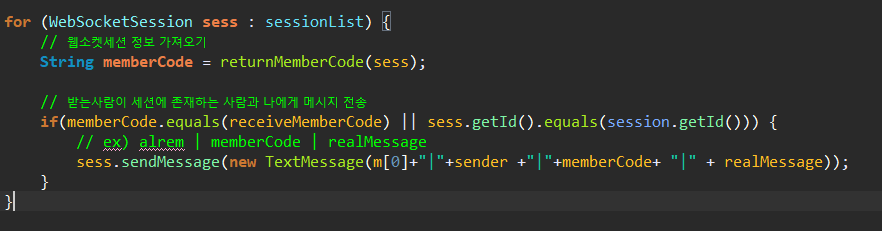 for (WebSocketSession sess : sessionList) {
// 웹소켓세션 정보 가져오기
String memberCode = returnMemberCode(sess);
// 받는사람이 세션에 존재하는 사람과 나에게 메시지 전송
if(memberCode.equals(receiveMemberCode) || sess.getId().equals(session.getId())) {
// ex) alrem | memberCode | realMessage
sess.sendMessage(new TextMessage(m[0]+"|"+sender +"|"+memberCode+ "|" + realMessage));
}
}